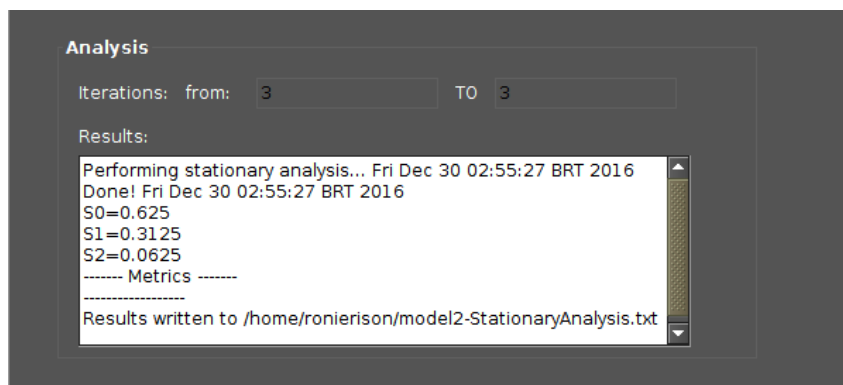 Analysis
Iterations: from: 3 TO 3
Results:
Performing stationary analysis... Fri Dec 30 02:55:27 BRT 2016
Done! Fri Dec 30 02:55:27 BRT 2016
S0=0.625
S1=0.3125
S2=0.0625
------- Metrics -------
------------------
Results written to /home/ronierison/model2-StationaryAnalysis.txt